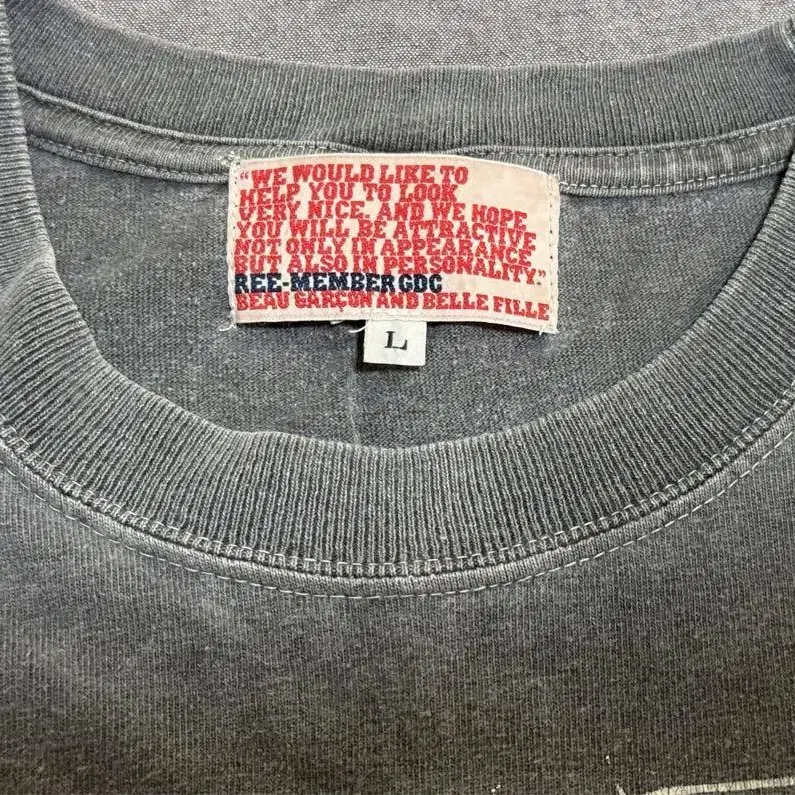 “WE WOULD LIKE TO
HELP YOU TO LOOK
VERY NICE. AND WE HOPE
YOU WILL BE ATTRACTIVE
NOT ONLY IN APPEARANCE
BUT ALSO IN PERSONALITY.”
REE-MEMBER GDC
BEAU GARÇON AND BELLE FILLE
L